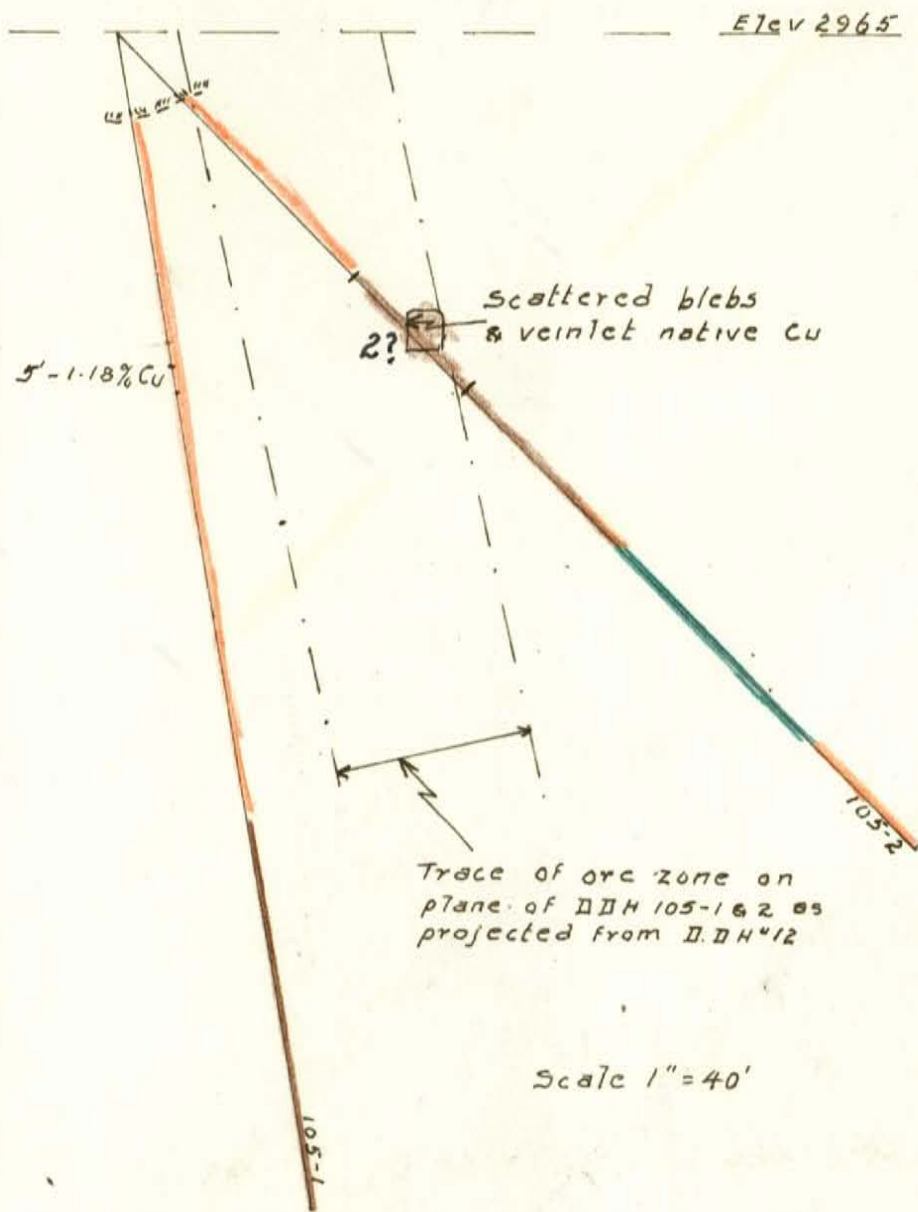 Elev 2965
Scattered blebs
& veinlet native Cu
2?
5'-1.18% Cu
105-2
Trace of ore zone on
plane of DDH 105-1 & 2 as
projected from D.DH#12
Scale 1"=40'
105-1